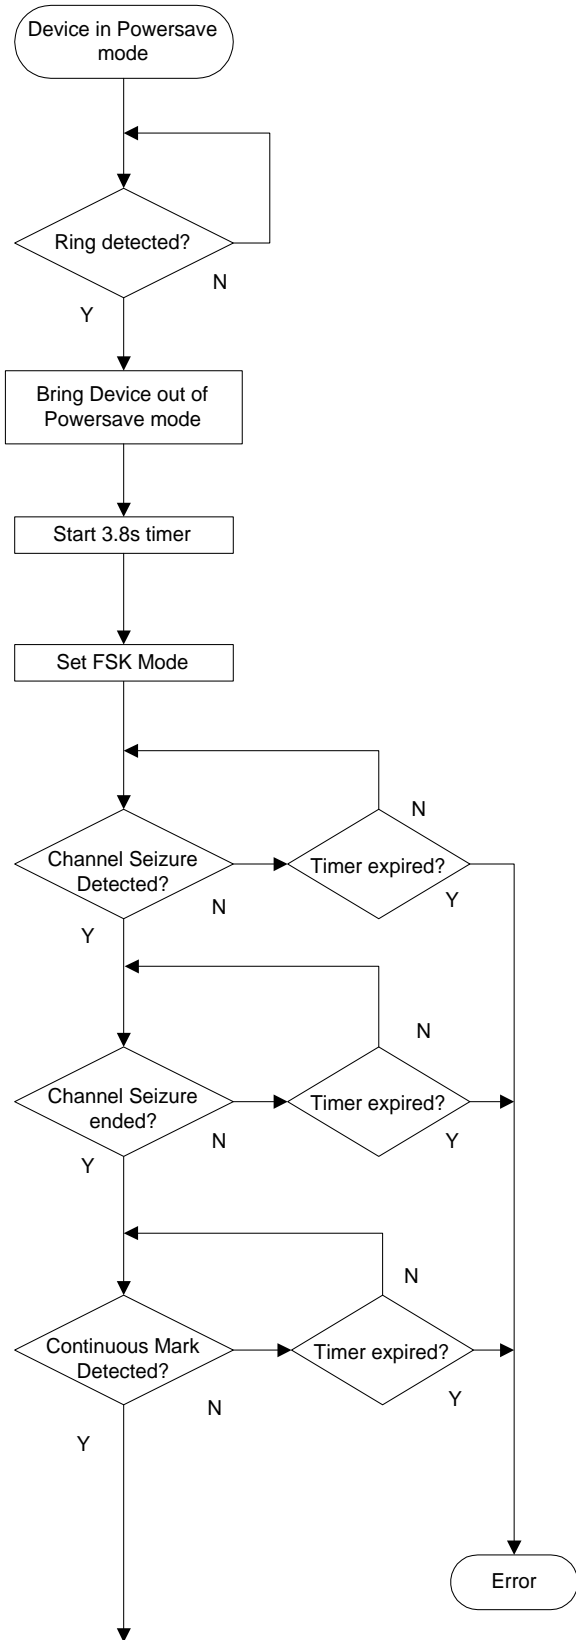 Device in Powersave
mode
Ring detected?
N
Y
Bring Device out of
Powersave mode
Start 3.8s timer
Set FSK Mode
N
Channel Seizure
Detected?
Timer expired?
N
Y
Y
N
Channel Seizure
ended?
Timer expired?
N
Y
Y
N
Continuous Mark
Detected?
Timer expired?
N
Y
Y
Error